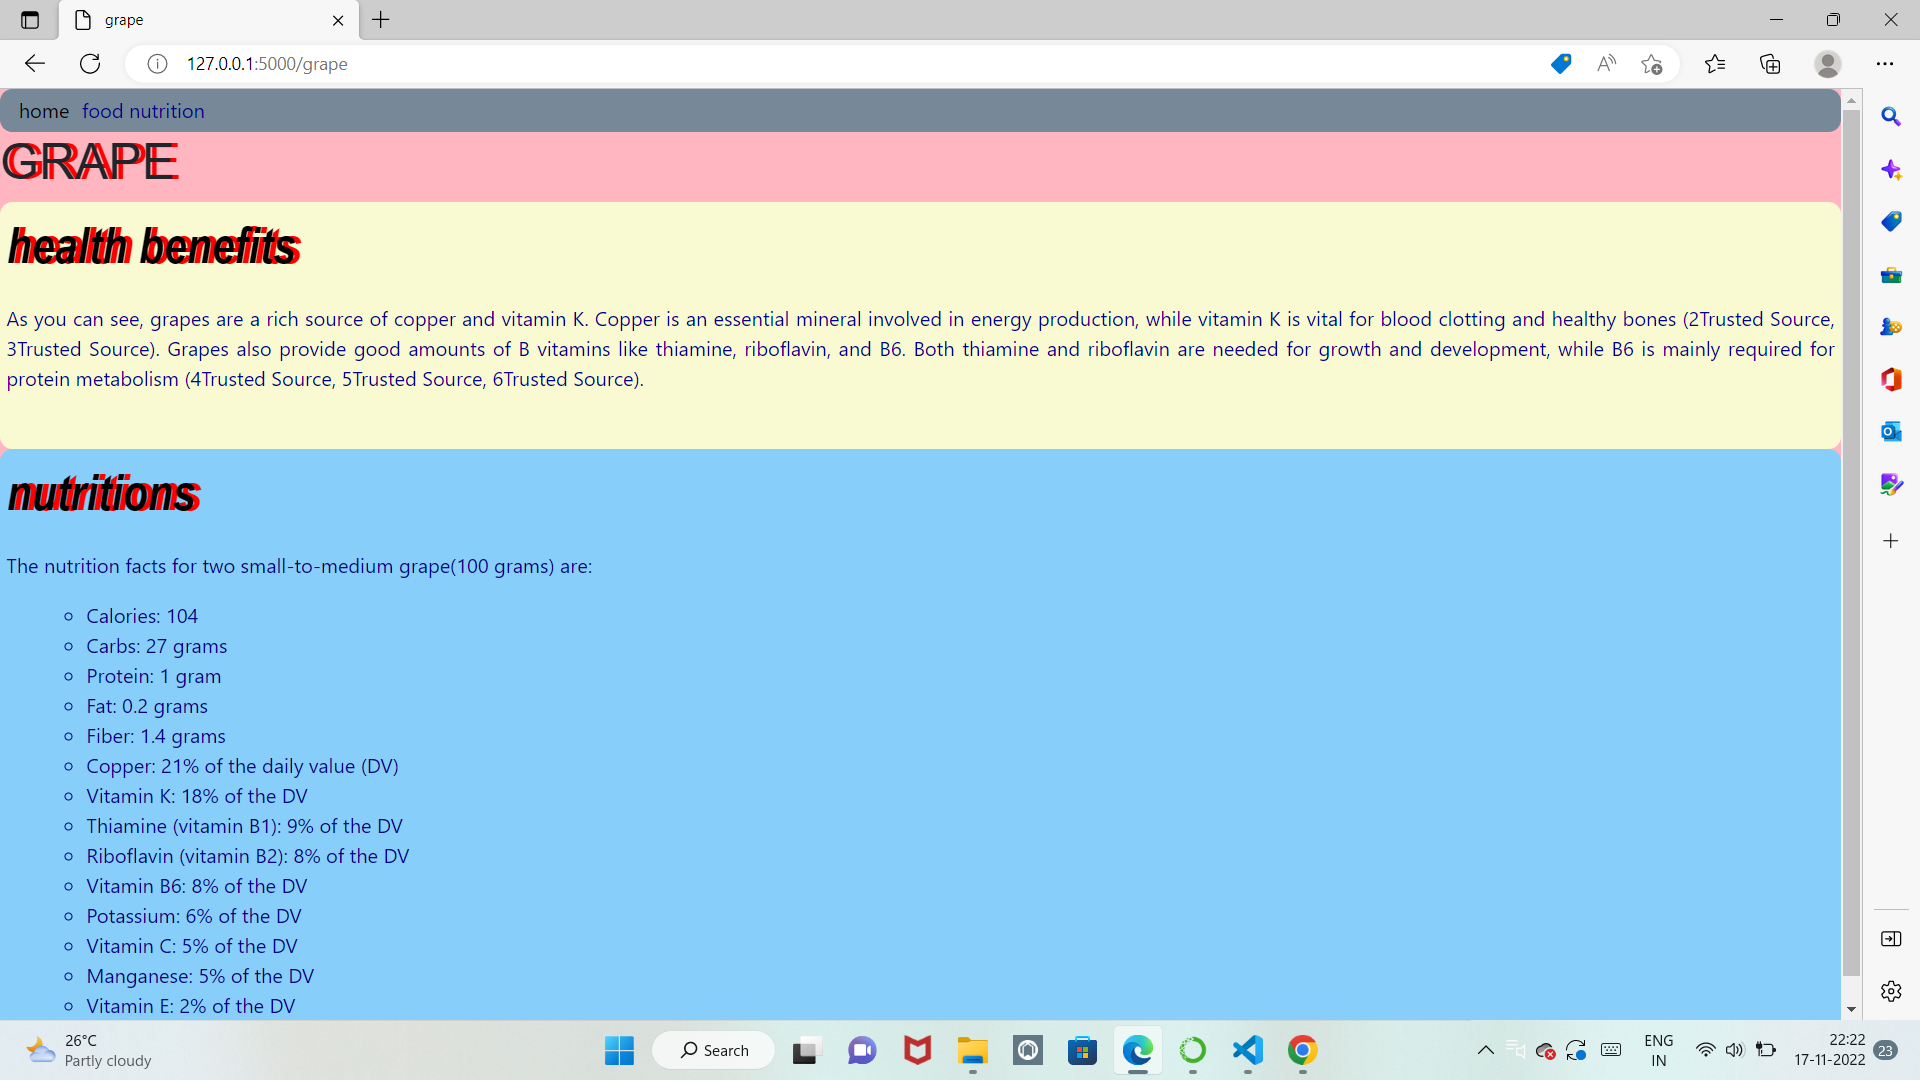 grape
127.0.0.1:5000/grape
home food nutrition
GRAPE
health benefits
As you can see, grapes are a rich source of copper and vitamin K. Copper is an essential mineral involved in energy production, while vitamin K is vital for blood clotting and healthy bones (2Trusted Source,
3Trusted Source). Grapes also provide good amounts of B vitamins like thiamine, riboflavin, and B6. Both thiamine and riboflavin are needed for growth and development, while B6 is mainly required for
protein metabolism (4Trusted Source, 5Trusted Source, 6Trusted Source).
nutritions
The nutrition facts for two small-to-medium grape(100 grams) are:
Calories: 104
Carbs: 27 grams
Protein: 1 gram
Fat: 0.2 grams
Fiber: 1.4 grams
Copper: 21% of the daily value (DV)
Vitamin K: 18% of the DV
Thiamine (vitamin B1): 9% of the DV
Riboflavin (vitamin B2): 8% of the DV
Vitamin B6: 8% of the DV
Potassium: 6% of the DV
Vitamin C: 5% of the DV
Manganese: 5% of the DV
Vitamin E: 2% of the DV
26°C
Partly cloudy
Search
ENG
IN
22:22
17-11-2022
23